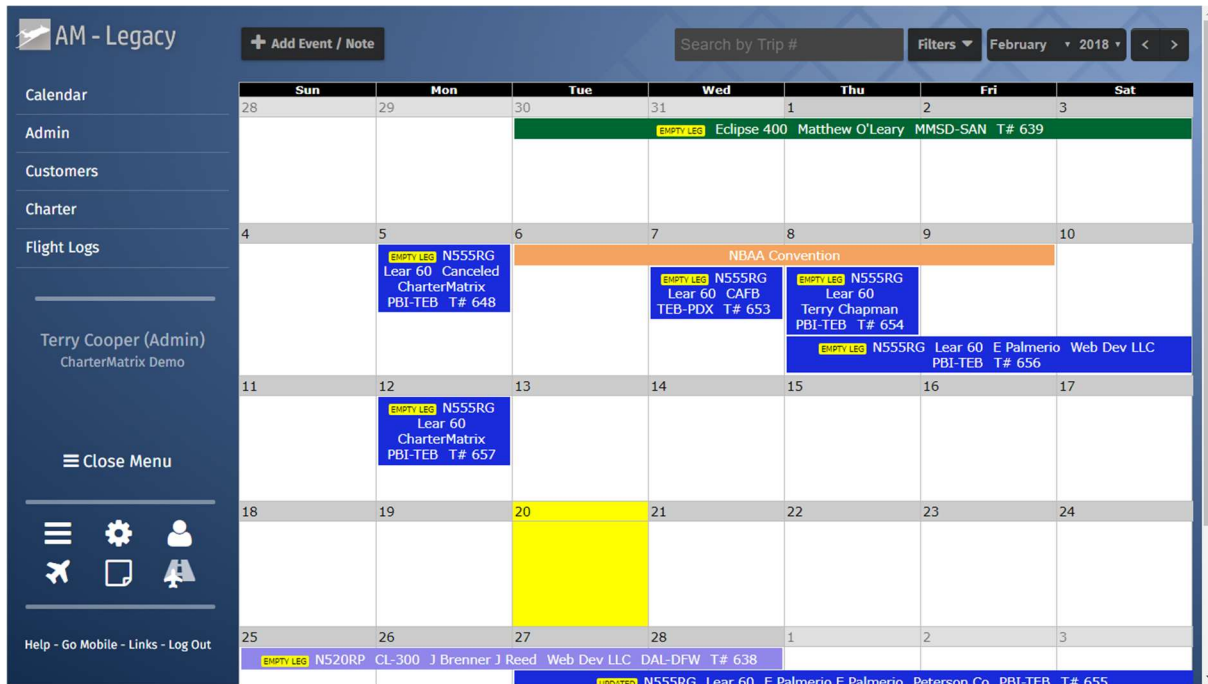 AM - Legacy
Add Event / Note
Search by Trip #
Filters
February
2018
Calendar
Admin
Customers
Charter
Flight Logs
Terry Cooper (Admin)
CharterMatrix Demo
Close Menu
Help - Go Mobile - Links - Log Out
Sun Mon Tue Wed Thu Fri Sat
28 29 30 31 1 2 3
EMPTY LEG Eclipse 400 Matthew O'Leary MMSD-SAN T# 639
4 5 6 7 8 9 10
EMPTY LEG N555RG
Lear 60 Canceled
CharterMatrix
PBI-TEB T# 648
NBAA Convention
EMPTY LEG N555RG
Lear 60 CAFB
TEB-PDX T# 653
EMPTY LEG N555RG
Lear 60
Terry Chapman
PBI-TEB T# 654
EMPTY LEG N555RG Lear 60 E Palmerio Web Dev LLC
PBI-TEB T# 656
11 12 13 14 15 16 17
EMPTY LEG N555RG
Lear 60
CharterMatrix
PBI-TEB T# 657
18 19 20 21 22 23 24
25 26 27 28 1 2 3
EMPTY LEG N520RP CL-300 J Brenner J Reed Web Dev LLC DAL-DFW T# 638
UPDATED N555RG Lear 60 E Palmerio E Palmerio Peterson Co PBI-TEB T# 655